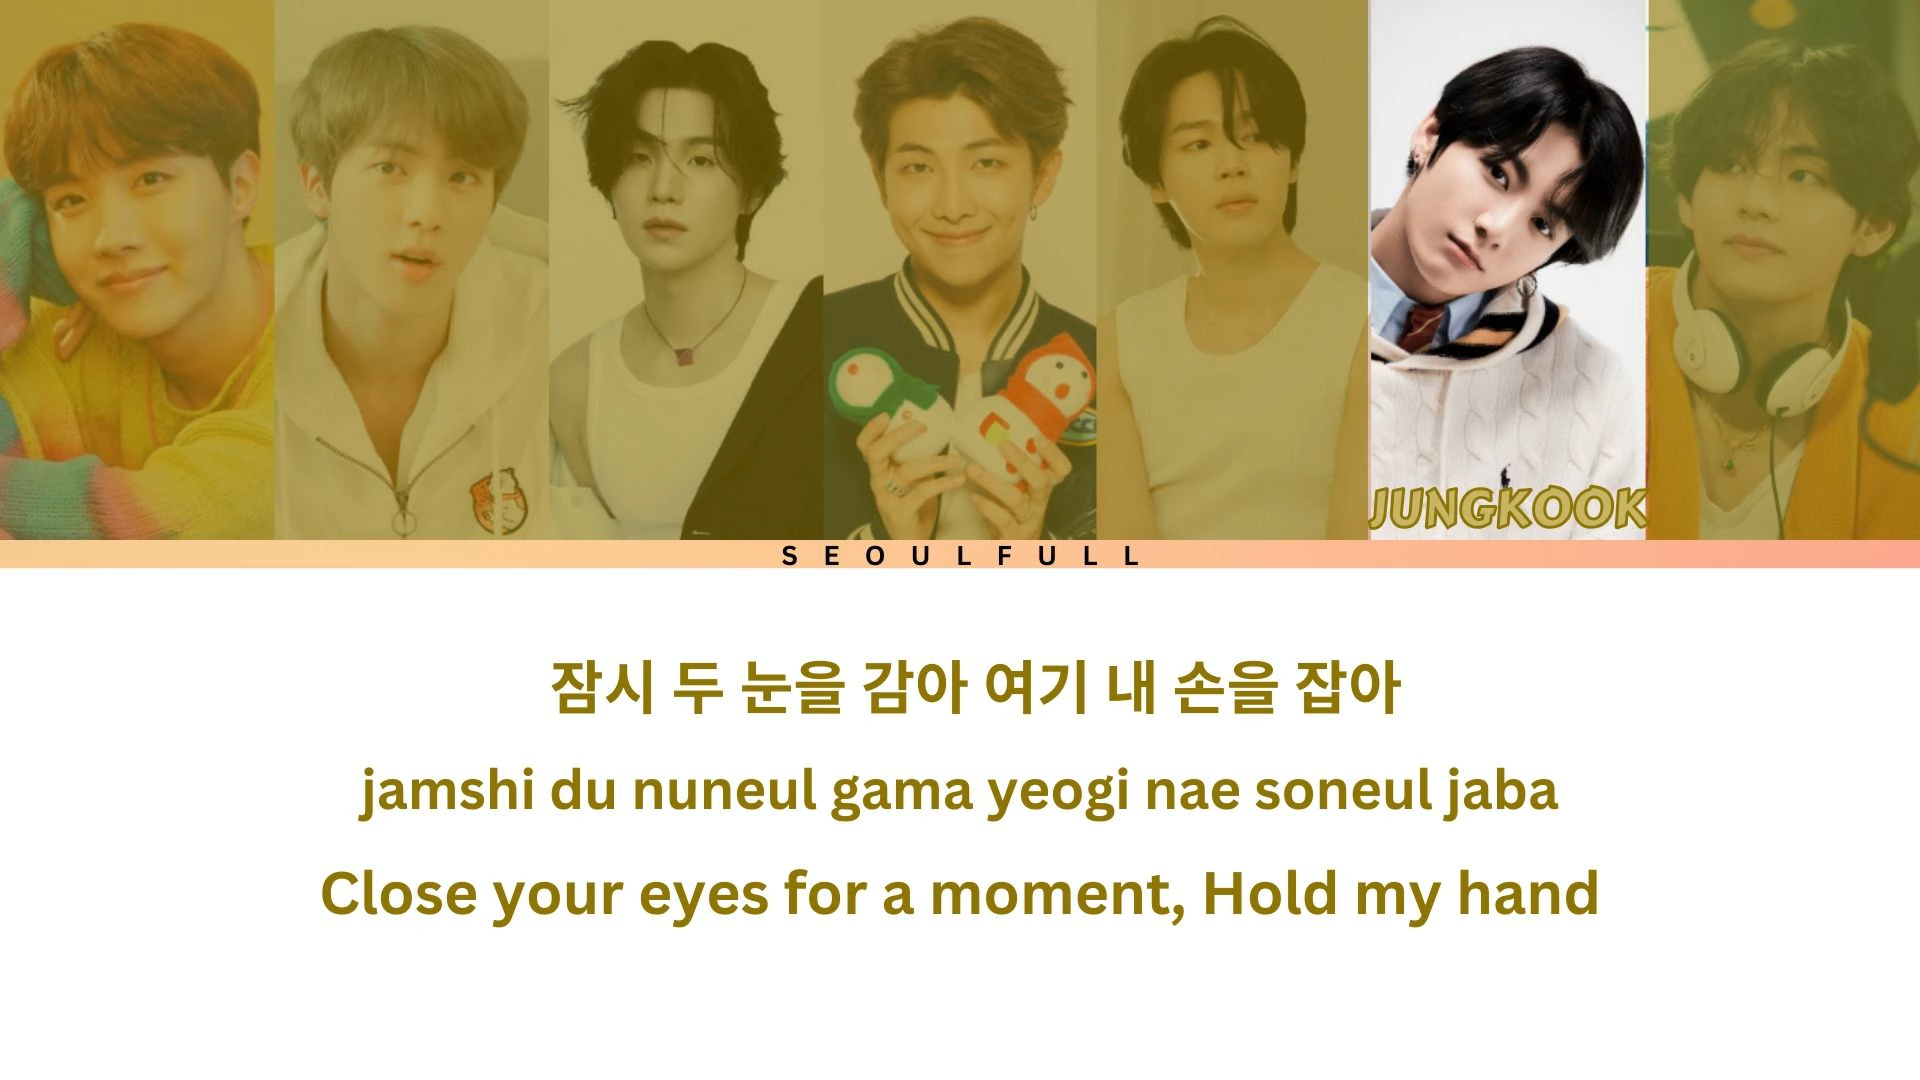 JUNGKOOK
SEOULFULL
잠시 두 눈을 감아 여기 내 손을 잡아
jamshi du nuneul gama yeogi nae soneul jaba
Close your eyes for a moment, Hold my hand